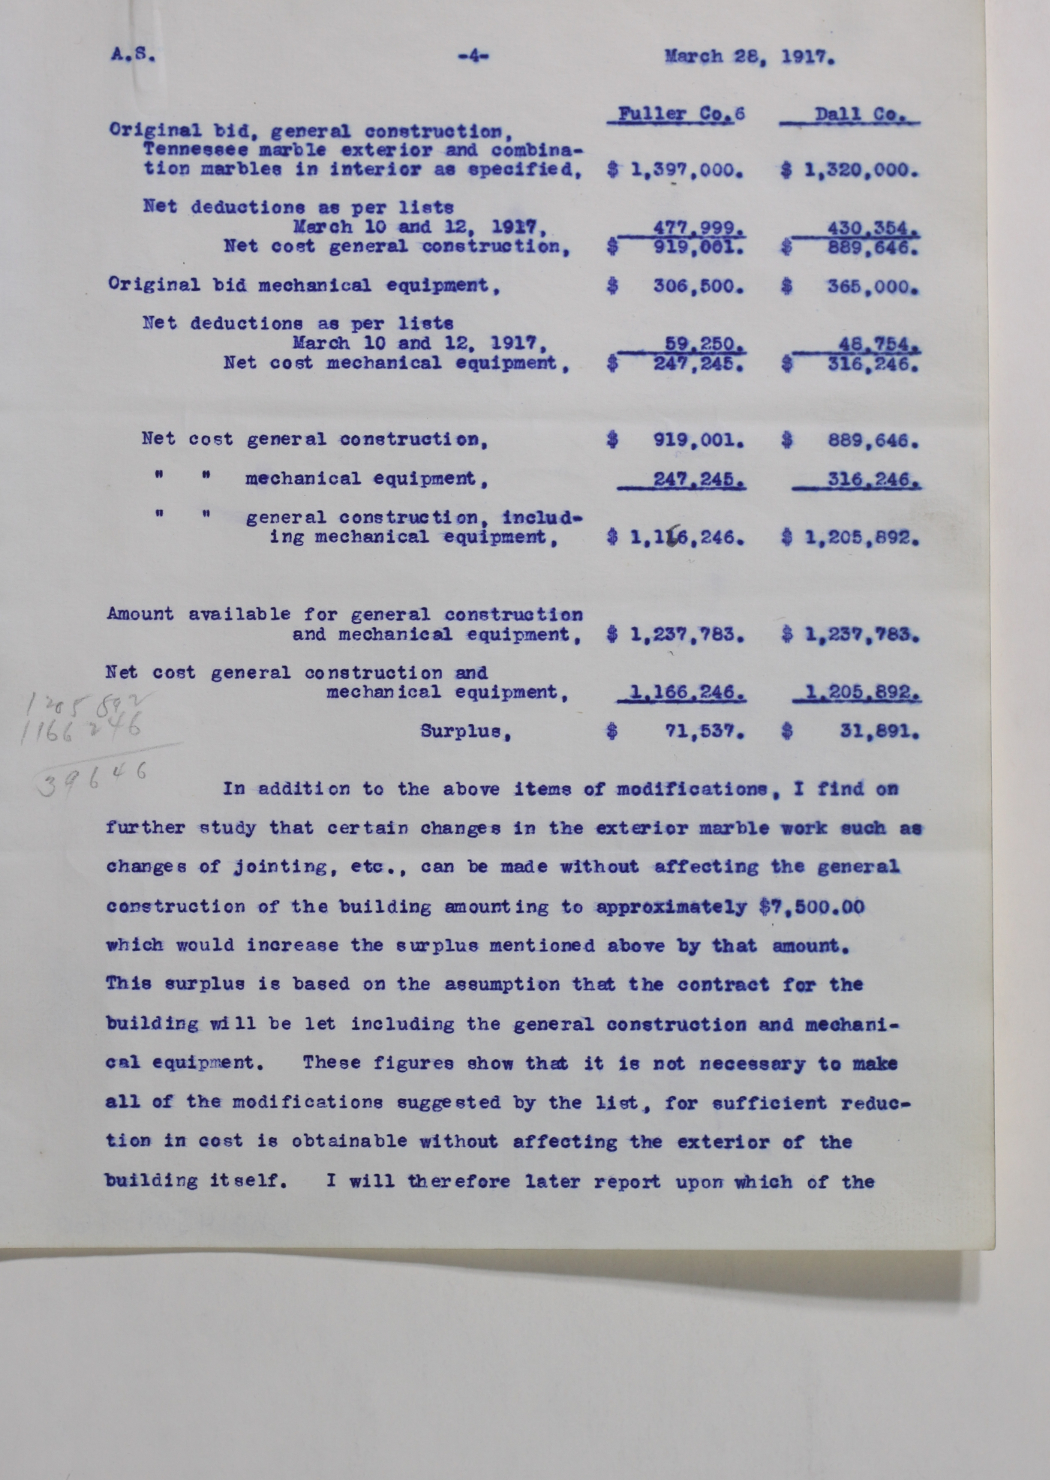 A.S. -4- March 28, 1917.
Fuller Co.6 Dall Co.
Original bid, general construction,
Tennessee marble exterior and combina-
tion marbles in interior as specified, $ 1,397,000. $ 1,320,000.
Net deductions as per lists
March 10 and 12, 1917, 477,999. 430,354.
Net cost general construction, $ 919,001. $ 889,646.
Original bid mechanical equipment, $ 306,500. $ 365,000.
Net deductions as per lists
March 10 and 12, 1917, 59,250. 48,754.
Net cost mechanical equipment, $ 247,245. $ 316,246.
Net cost general construction, $ 919,001. $ 889,646.
" " mechanical equipment, 247,245. 316,246.
" " general construction, includ-
ing mechanical equipment, $ 1,166,246. $ 1,205,892.
Amount available for general construction
and mechanical equipment, $ 1,237,783. $ 1,237,783.
Net cost general construction and
mechanical equipment, 1,166,246. 1,205,892.
1205 892
1166 246
39646
Surplus, $ 71,537. $ 31,891.
In addition to the above items of modifications, I find on
further study that certain changes in the exterior marble work such as
changes of jointing, etc., can be made without affecting the general
construction of the building amounting to approximately $7,500.00
which would increase the surplus mentioned above by that amount.
This surplus is based on the assumption that the contract for the
building will be let including the general construction and mechani-
cal equipment. These figures show that it is not necessary to make
all of the modifications suggested by the list, for sufficient reduc-
tion in cost is obtainable without affecting the exterior of the
building itself. I will therefore later report upon which of the